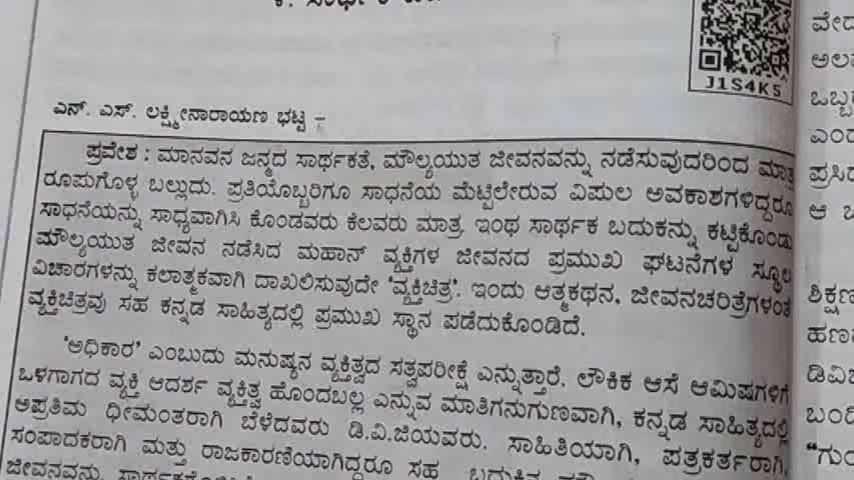 J1S4K5
ಎನ್. ಎಸ್. ಲಕ್ಷ್ಮೀನಾರಾಯಣ ಭಟ್ಟ –
ಪ್ರವೇಶ : ಮಾನವನ ಜನ್ಮದ ಸಾರ್ಥಕತೆ, ಮೌಲ್ಯಯುತ ಜೀವನವನ್ನು ನಡೆಸುವುದರಿಂದ ಮಾತ್ರ
ರೂಪುಗೊಳ್ಳ ಬಲ್ಲುದು. ಪ್ರತಿಯೊಬ್ಬರಿಗೂ ಸಾಧನೆಯ ಮೆಟ್ಟಿಲೇರುವ ವಿಪುಲ ಅವಕಾಶಗಳಿದ್ದರೂ
ಸಾಧನೆಯನ್ನು ಸಾಧ್ಯವಾಗಿಸಿ ಕೊಂಡವರು ಕೆಲವರು ಮಾತ್ರ. ಇಂಥ ಸಾರ್ಥಕ ಬದುಕನ್ನು ಕಟ್ಟಿಕೊಂಡು
ಮೌಲ್ಯಯುತ ಜೀವನ ನಡೆಸಿದ ಮಹಾನ್ ವ್ಯಕ್ತಿಗಳ ಜೀವನದ ಪ್ರಮುಖ ಘಟನೆಗಳ ಸ್ಥೂಲ
ವಿಚಾರಗಳನ್ನು ಕಲಾತ್ಮಕವಾಗಿ ದಾಖಲಿಸುವುದೇ ‘ವ್ಯಕ್ತಿಚಿತ್ರ’. ಇಂದು ಆತ್ಮಕಥನ, ಜೀವನಚರಿತ್ರೆಗಳಂತೆ
ವ್ಯಕ್ತಿಚಿತ್ರವು ಸಹ ಕನ್ನಡ ಸಾಹಿತ್ಯದಲ್ಲಿ ಪ್ರಮುಖ ಸ್ಥಾನ ಪಡೆದುಕೊಂಡಿದೆ.
‘ಅಧಿಕಾರ’ ಎಂಬುದು ಮನುಷ್ಯನ ವ್ಯಕ್ತಿತ್ವದ ಸತ್ವಪರೀಕ್ಷೆ ಎನ್ನುತ್ತಾರೆ. ಲೌಕಿಕ ಆಸೆ ಆಮಿಷಗಳಿಗೆ
ಒಳಗಾಗದ ವ್ಯಕ್ತಿ ಆದರ್ಶ ವ್ಯಕ್ತಿತ್ವ ಹೊಂದಬಲ್ಲ ಎನ್ನುವ ಮಾತಿಗನುಗುಣವಾಗಿ, ಕನ್ನಡ ಸಾಹಿತ್ಯದಲ್ಲಿ
ಅಪ್ರತಿಮ ಧೀಮಂತರಾಗಿ ಬೆಳೆದವರು ಡಿ.ವಿ.ಜಿಯವರು. ಸಾಹಿತಿಯಾಗಿ, ಪತ್ರಕರ್ತರಾಗಿ,
ಸಂಪಾದಕರಾಗಿ ಮತ್ತು ರಾಜಕಾರಣಿಯಾಗಿದ್ದರೂ ಸಹ ಬದುಕಿನ
ಜೀವನವನ್ನು